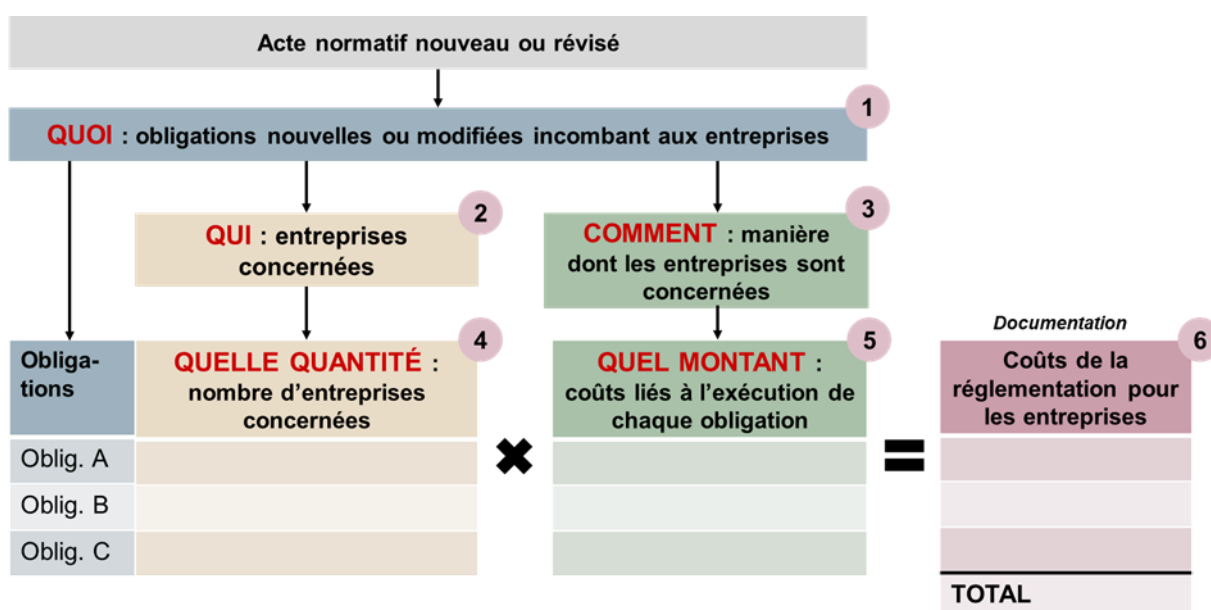 Acte normatif nouveau ou révisé
1
QUOI : obligations nouvelles ou modifiées incombant aux entreprises
2
QUI : entreprises
concernées
3
COMMENT : manière
dont les entreprises sont
concernées
Obliga-
tions
4
QUELLE QUANTITÉ :
nombre d'entreprises
concernées
5
QUEL MONTANT :
coûts liés à l'exécution de
chaque obligation
Documentation
6
Coûts de la
réglementation pour
les entreprises
Oblig. A
Oblig. B
Oblig. C
✖
=
TOTAL